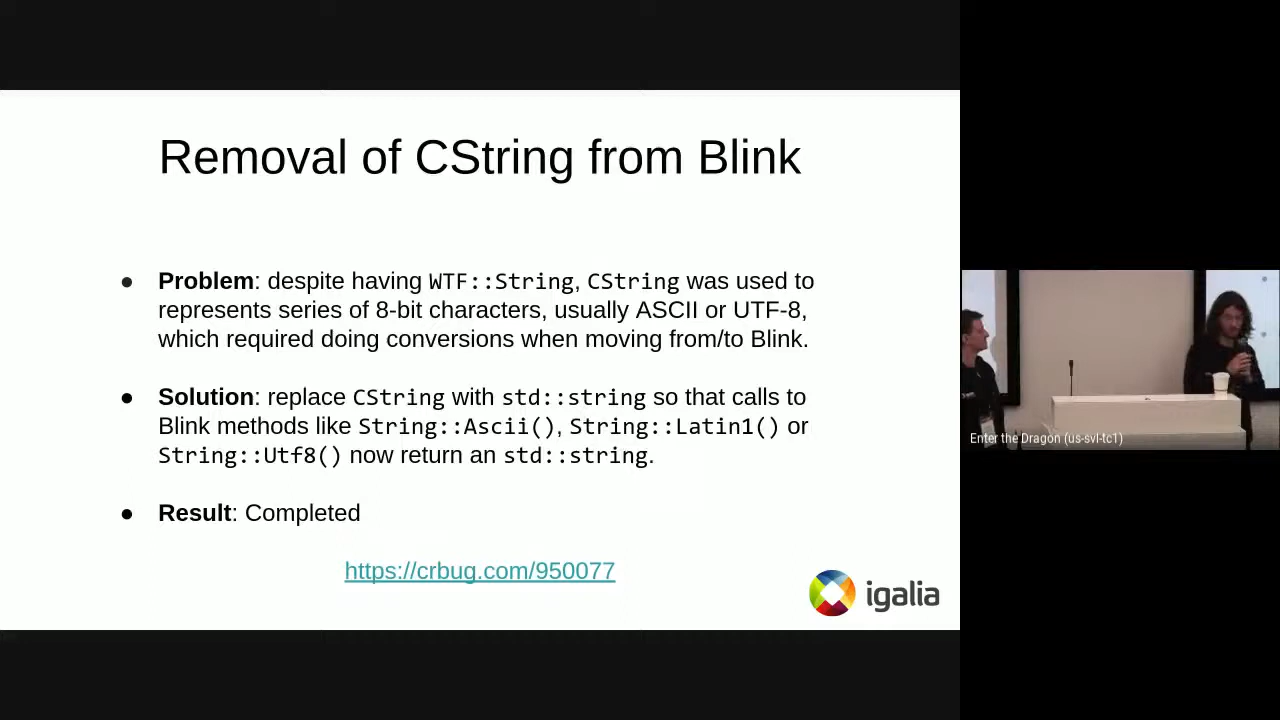 Removal of CString from Blink
● Problem: despite having WTF::String, CString was used to
represents series of 8-bit characters, usually ASCII or UTF-8,
which required doing conversions when moving from/to Blink.
● Solution: replace CString with std::string so that calls to
Blink methods like String::Ascii(), String::Latin1() or
String::Utf8() now return an std::string.
● Result: Completed
https://crbug.com/950077
igalia
Enter the Dragon (us-svl-tc1)